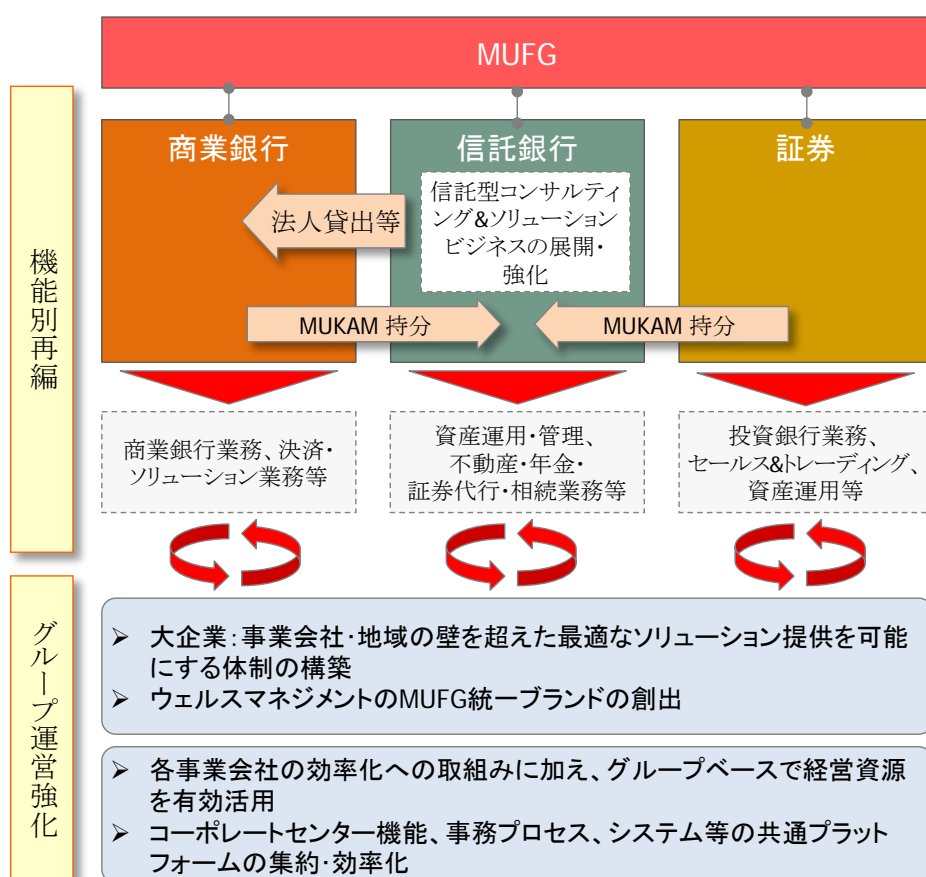 MUFG
機能別再編
商業銀行
信託銀行
証券
法人貸出等
信託型コンサルティ
ング&ソリューション
ビジネスの展開・
強化
MUKAM 持分
MUKAM 持分
商業銀行業務、決済・
ソリューション業務等
資産運用・管理、
不動産・年金・
証券代行・相続業務等
投資銀行業務、
セールス&トレーディング、
資産運用等
グループ運営強化
➢ 大企業：事業会社・地域の壁を超えた最適なソリューション提供を可能
にする体制の構築
➢ ウェルスマネジメントのMUFG統一ブランドの創出
➢ 各事業会社の効率化への取組みに加え、グループベースで経営資源
を有効活用
➢ コーポレートセンター機能、事務プロセス、システム等の共通プラット
フォームの集約・効率化